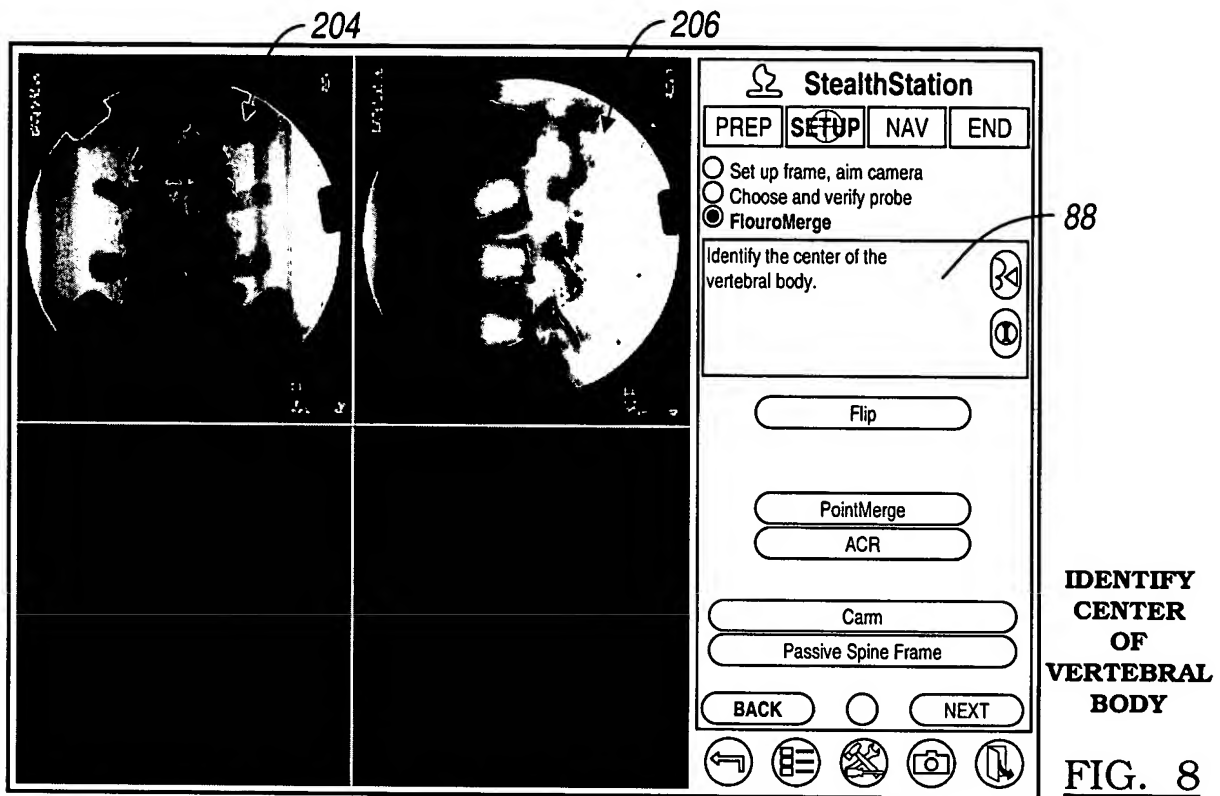 204
206
StealthStation
PREP SETUP NAV END
Set up frame, aim camera
Choose and verify probe
FlouroMerge
88
Identify the center of the
vertebral body.
Flip
PointMerge
ACR
Carm
Passive Spine Frame
BACK NEXT
IDENTIFY
CENTER
OF
VERTEBRAL
BODY
FIG. 8